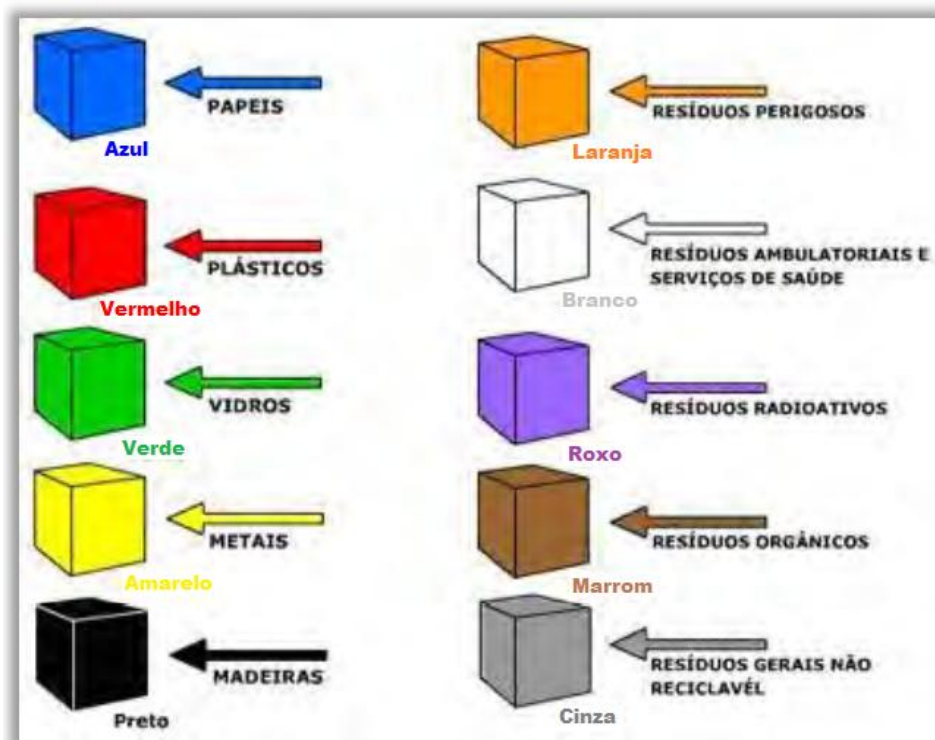 PAPEIS
Azul
PLÁSTICOS
Vermelho
VIDROS
Verde
METAIS
Amarelo
MADEIRAS
Preto
RESÍDUOS PERIGOSOS
Laranja
RESÍDUOS AMBULATORIAIS E
SERVIÇOS DE SAÚDE
Branco
RESÍDUOS RADIOATIVOS
Roxo
RESÍDUOS ORGÂNICOS
Marrom
RESÍDUOS GERAIS NÃO
RECICLAVÉL
Cinza